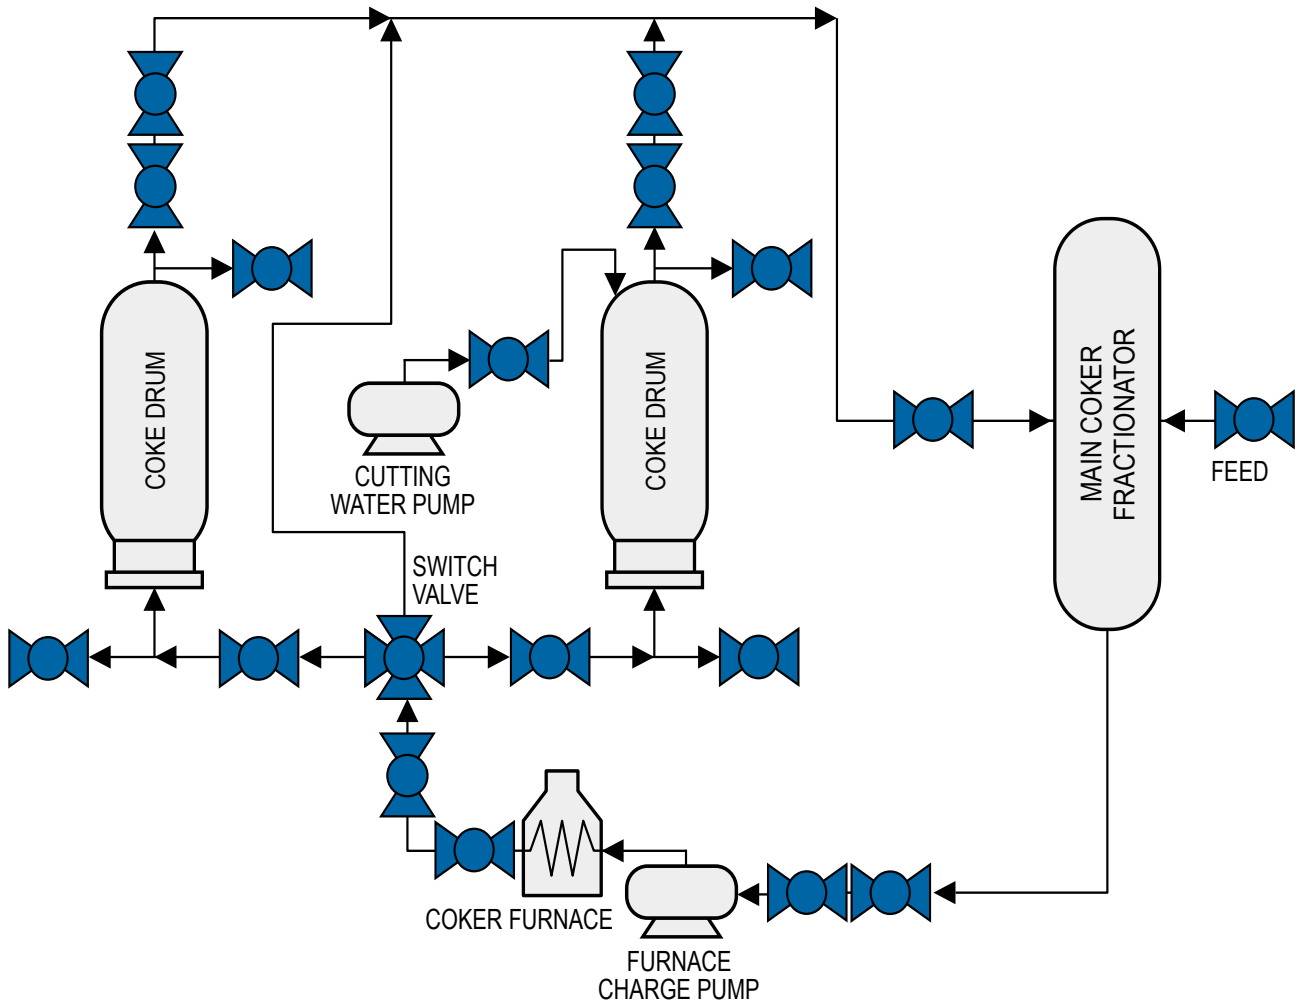 COKE DRUM
CUTTING
WATER PUMP
COKE DRUM
MAIN COKER
FRACTIONATOR
FEED
SWITCH
VALVE
COKER FURNACE
FURNACE
CHARGE PUMP